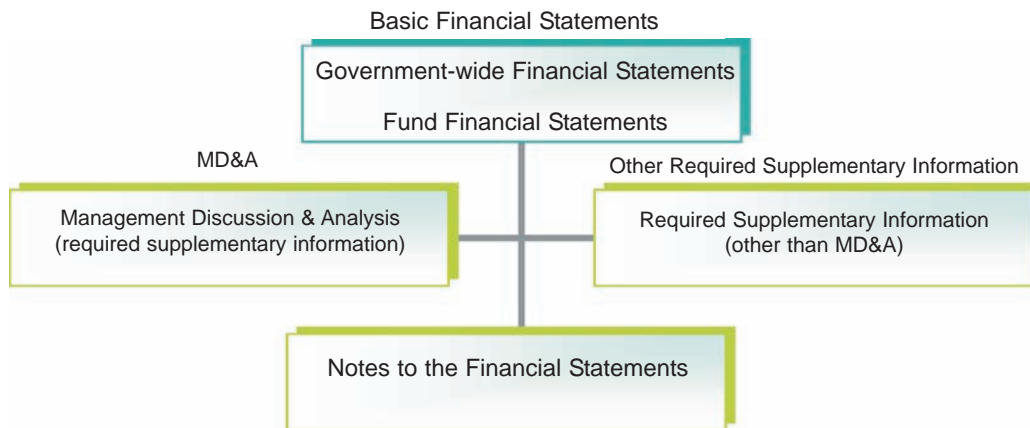 Basic Financial Statements
Government-wide Financial Statements
Fund Financial Statements
MD&A
Management Discussion & Analysis
(required supplementary information)
Other Required Supplementary Information
Required Supplementary Information
(other than MD&A)
Notes to the Financial Statements